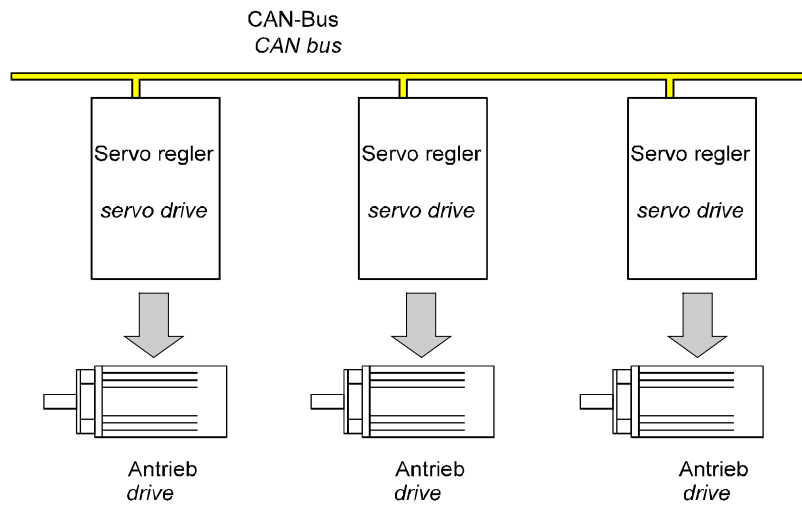 CAN-Bus
CAN bus
Servo regler
servo drive
Servo regler
servo drive
Servo regler
servo drive
Antrieb
drive
Antrieb
drive
Antrieb
drive